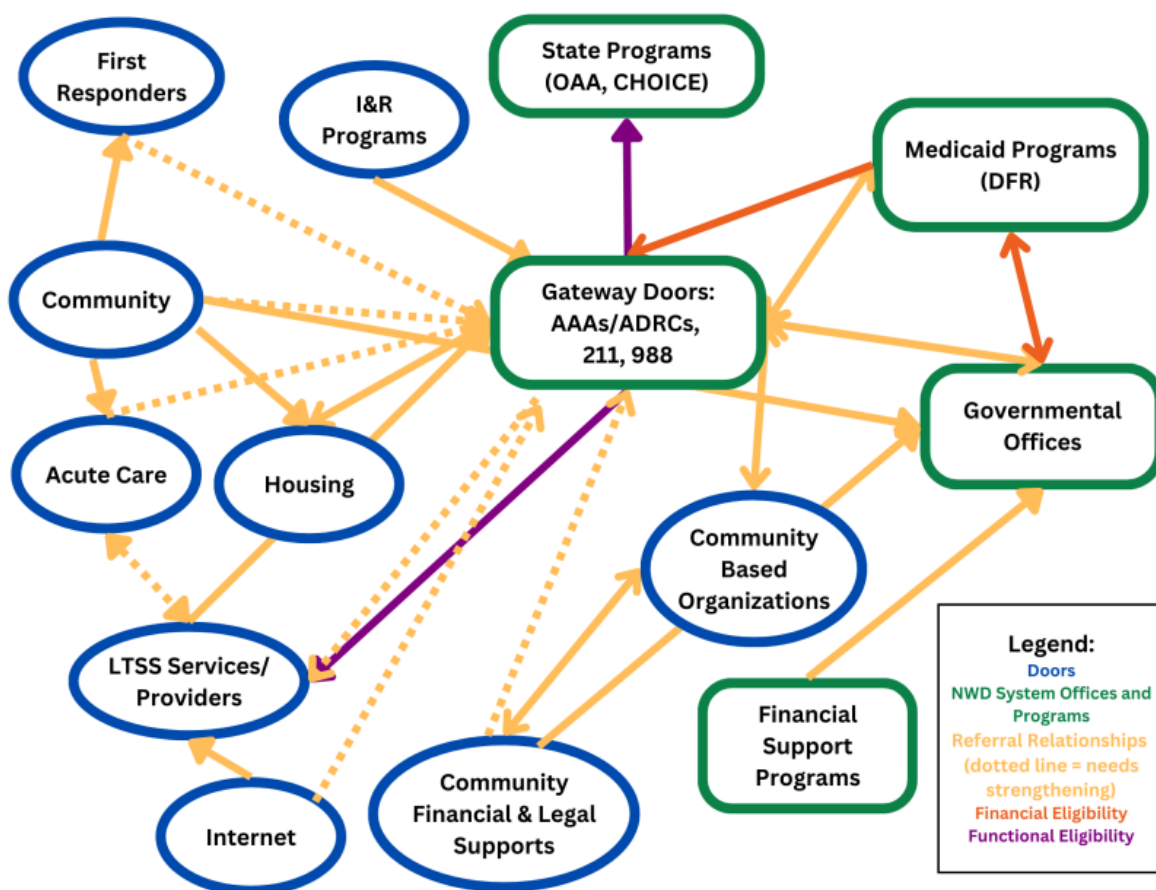 First
Responders
I&R
Programs
State Programs
(OAA, CHOICE)
Medicaid Programs
(DFR)
Community
Gateway Doors:
AAAs/ADRCs,
211, 988
Governmental
Offices
Acute Care
Housing
Community
Based
Organizations
LTSS Services/
Providers
Financial
Support
Programs
Community
Financial & Legal
Supports
Internet
Legend:
Doors
NWD System Offices and
Programs
Referral Relationships
(dotted line = needs
strengthening)
Financial Eligibility
Functional Eligibility